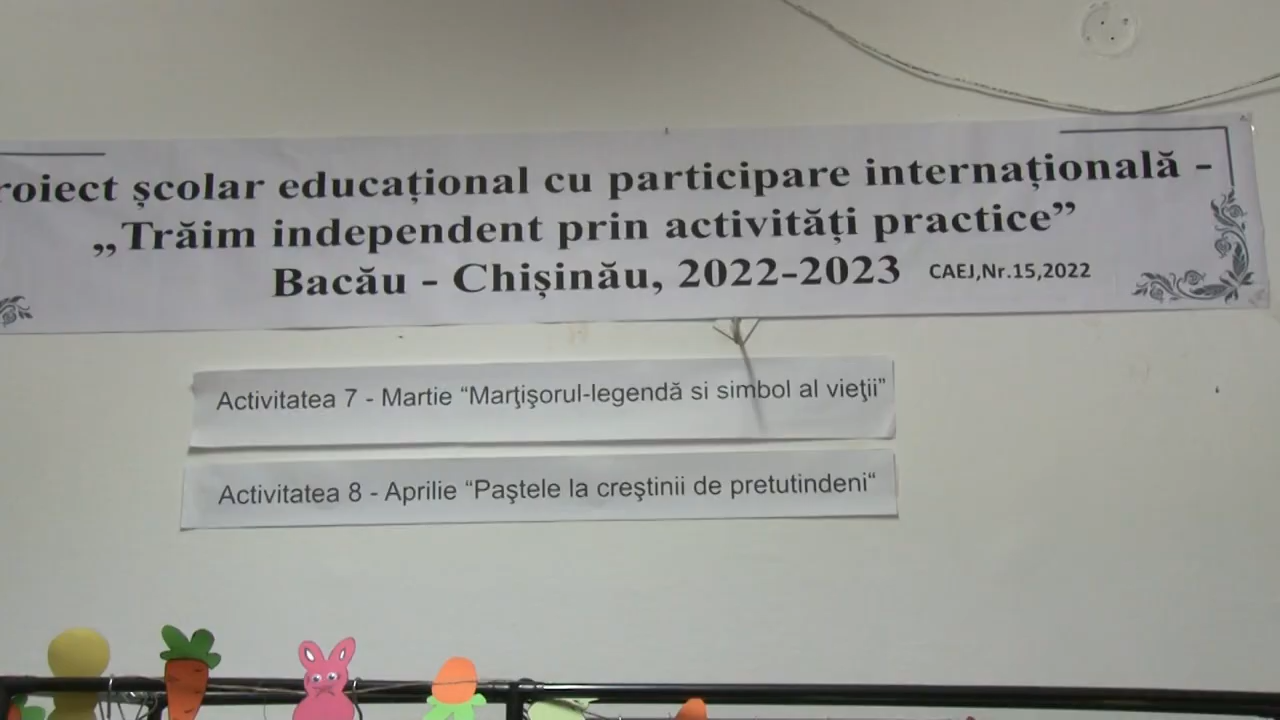 roiect școlar educațional cu participare internațională -
„Trăim independent prin activități practice”
Bacău - Chișinău, 2022-2023 CAEJ,Nr.15,2022
Activitatea 7 - Martie “Marţişorul-legendă si simbol al vieţii”
Activitatea 8 - Aprilie “Paştele la creştinii de pretutindeni“